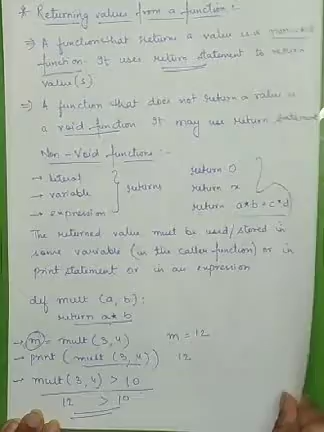 * Returning values from a function :-
⇒ A function that returns a value is a non-void
function. It uses return statement to return
value(s)
⇒ A function that does not return a value is
a void function. It may use return statement
Non-Void functions :-
→ literal
→ variable
→ expression
returns
return 0
return x
return a*b+c*d
The returned value must be used/stored in
some variable (in the caller function) or in
print statement or in an expression
def mult (a, b):
return a*b
→ m = mult (3,4) m = 12
→ print (mult (3,4)) 12
→ mult (3,4) > 10
12 > 10